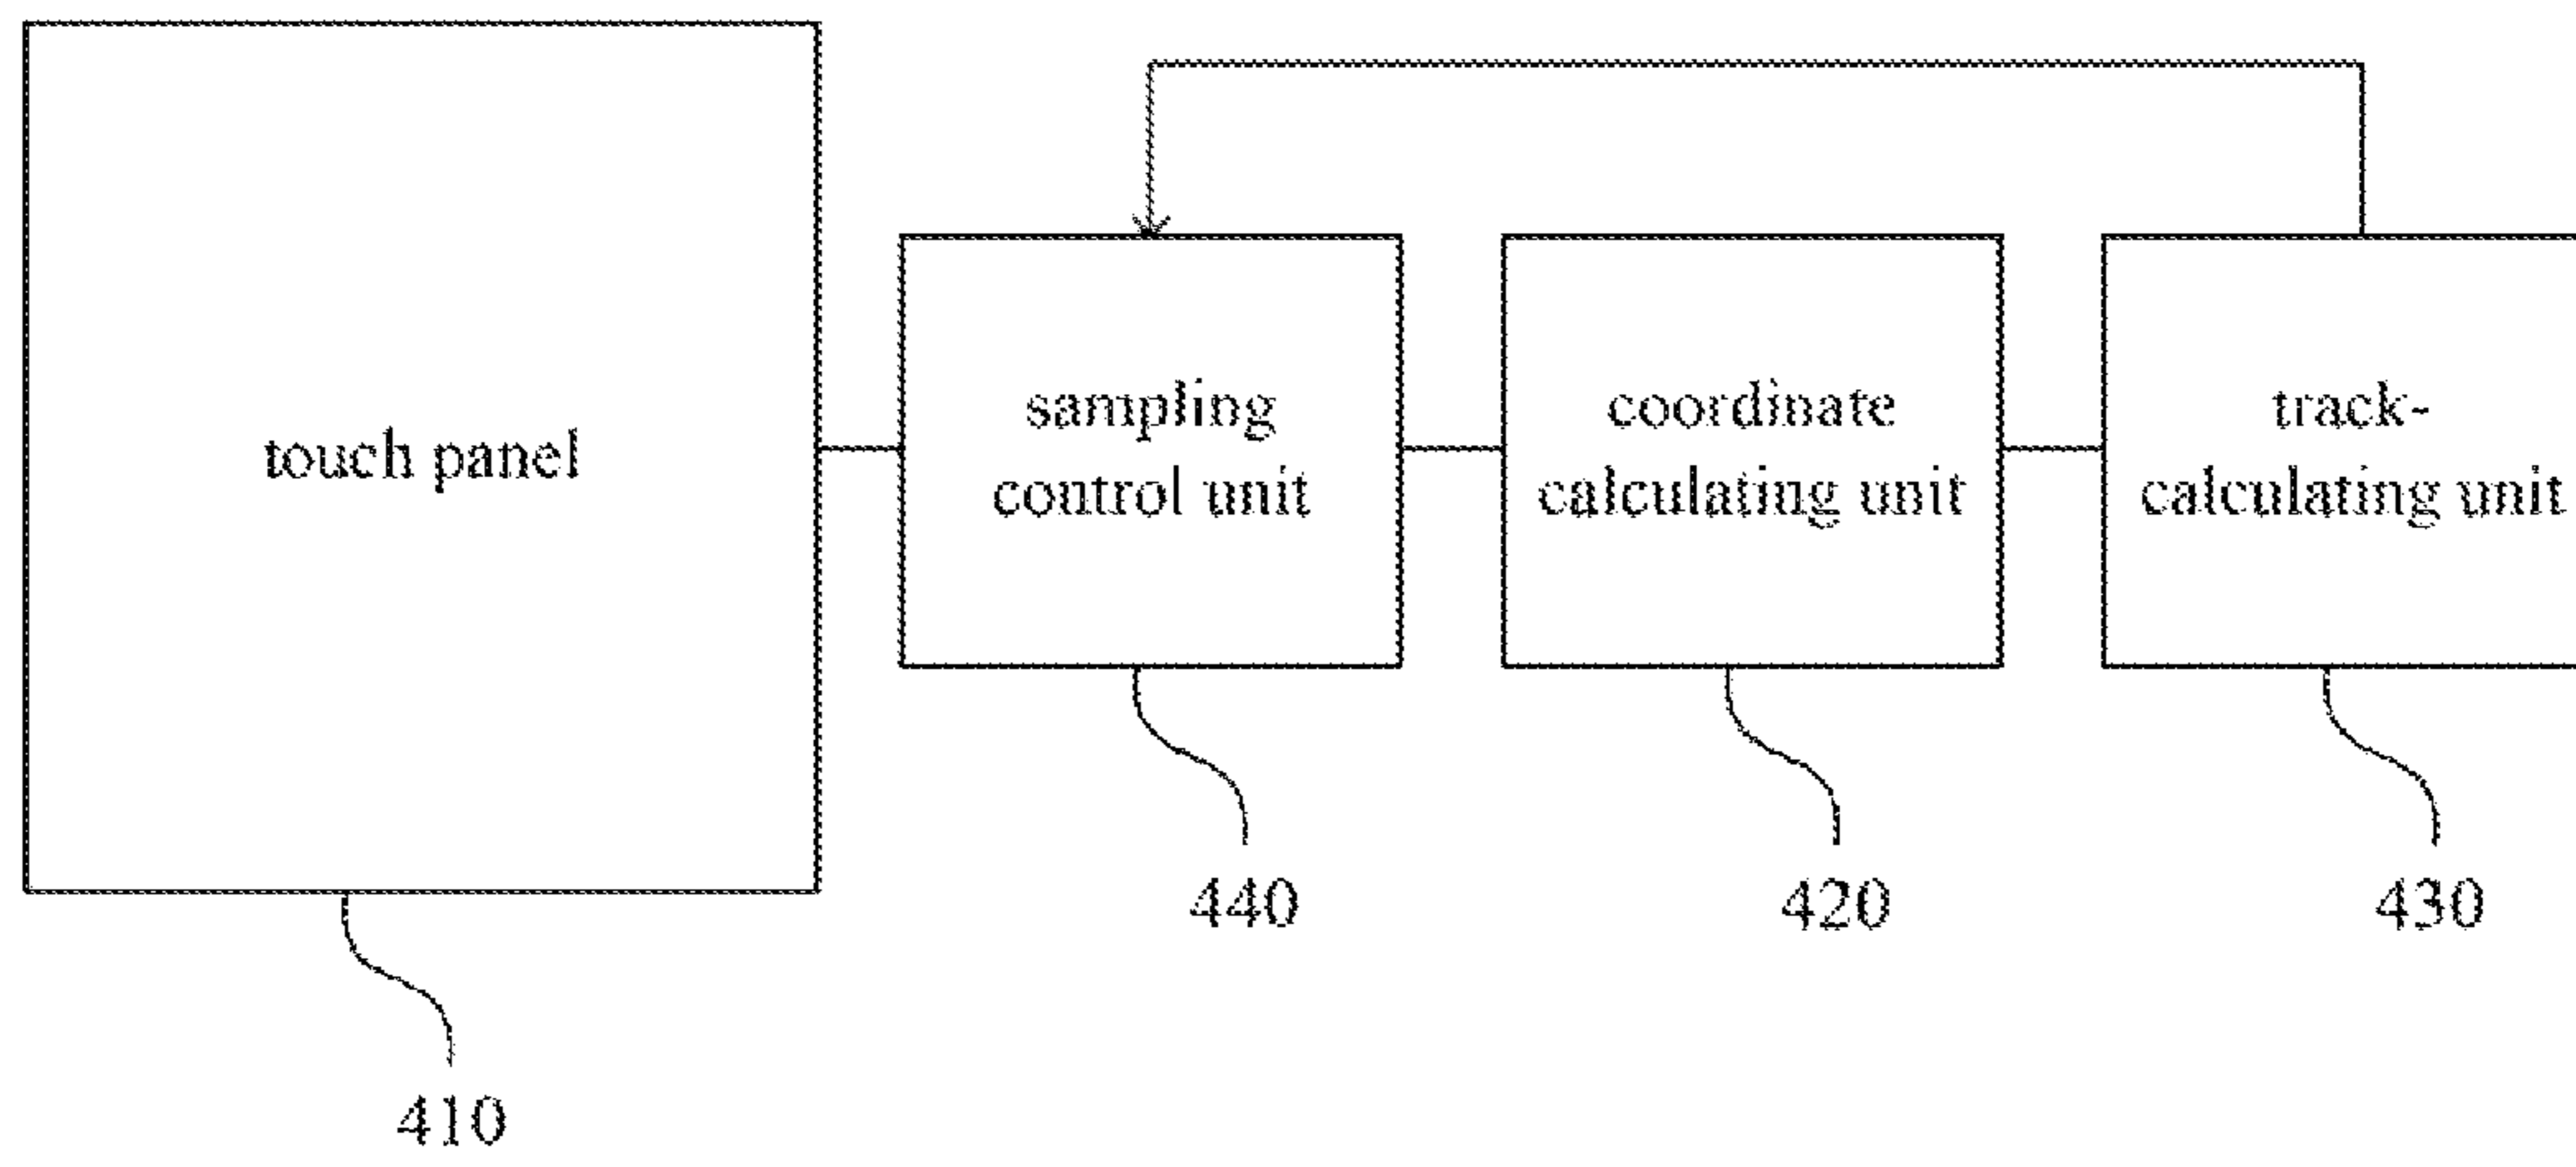 touch panel
sampling
control unit
coordinate
calculating unit
track-
calculating unit
440
420
430
410